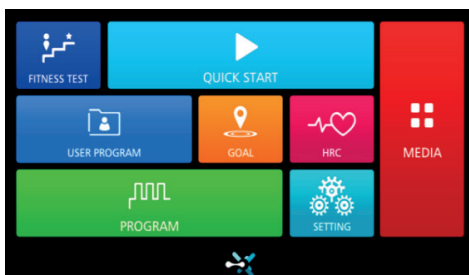 FITNESS TEST
QUICK START
USER PROGRAM
GOAL
HRC
MEDIA
PROGRAM
SETTING